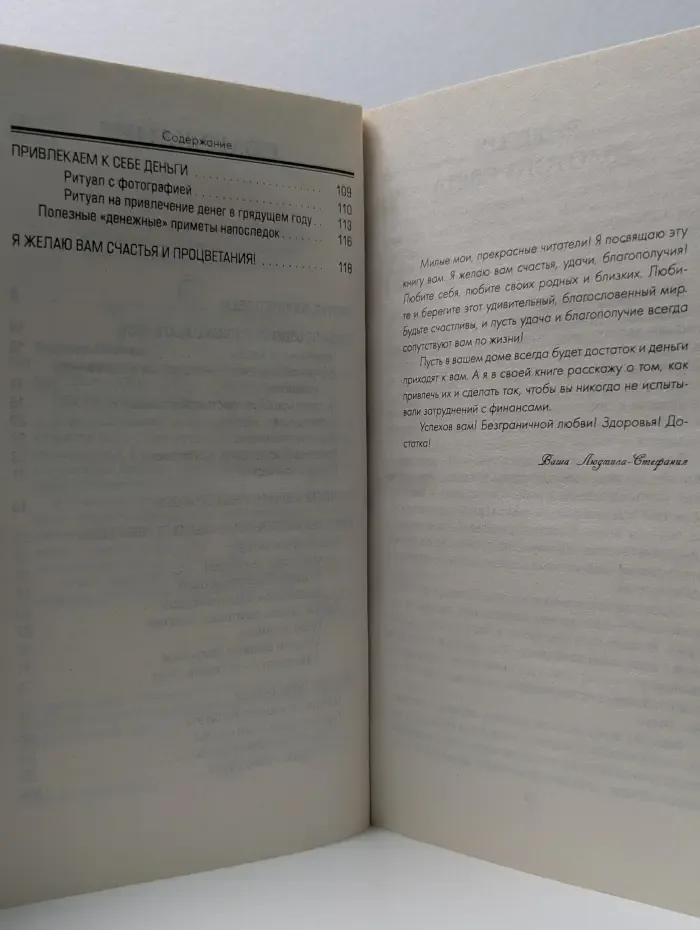 Содержание
ПРИВЛЕКАЕМ К СЕБЕ ДЕНЬГИ . . . . . . . . . . . . . . . 109
Ритуал с фотографией . . . . . . . . . . . . . . . 110
Ритуал на привлечение денег в грядущем году . . 113
Полезные «денежные» приметы напоследок . . . . . 116
Я ЖЕЛАЮ ВАМ СЧАСТЬЯ И ПРОЦВЕТАНИЯ! . . . . . . . . 118
Милые мои, прекрасные читатели! Я посвящаю эту
книгу вам. Я желаю вам счастья, удачи, благополучия!
Любите себя, любите своих родных и близких. Люби-
те и берегите этот удивительный, благословенный мир.
Будьте счастливы, и пусть удача и благополучие всегда
сопутствуют вам по жизни!
Пусть в вашем доме всегда будет достаток и деньги
приходят к вам. А я в своей книге расскажу о том, как
привлечь их и сделать так, чтобы вы никогда не испыты-
вали затруднений с финансами.
Успехов вам! Безграничной любви! Здоровья! До-
статка!
Ваша Людмила-Стефания